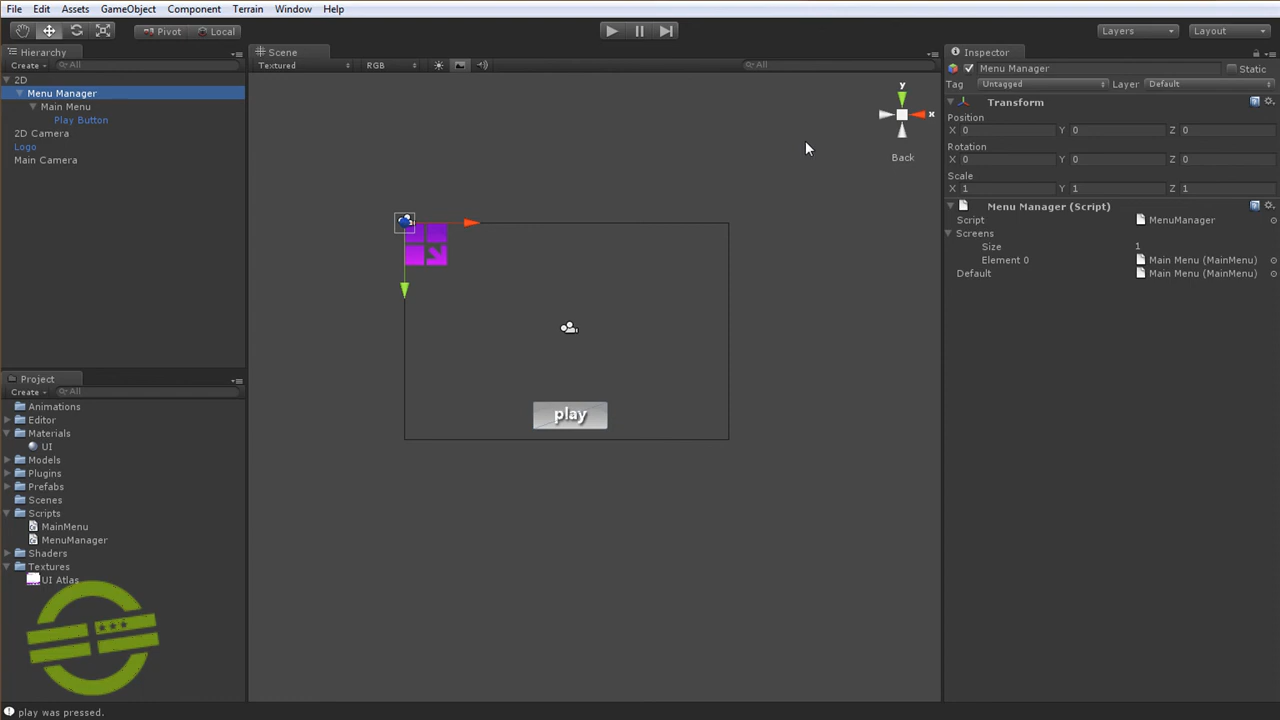 File Edit Assets GameObject Component Terrain Window Help
Pivot Local Layers Layout
Hierarchy
Create All
2D
Menu Manager
Main Menu
Play Button
2D Camera
Logo
Main Camera
Project
Create All
Animations
Editor
Materials
UI
Models
Plugins
Prefabs
Scenes
Scripts
MainMenu
MenuManager
Shaders
Textures
UI Atlas
play was pressed.
Scene
Textured RGB All
y
x
Back
play
Inspector
Menu Manager Static
Tag Untagged Layer Default
Transform
Position
X 0 Y 0 Z 0
Rotation
X 0 Y 0 Z 0
Scale
X 1 Y 1 Z 1
Menu Manager (Script)
Script MenuManager
Screens
Size 1
Element 0 Main Menu (MainMenu)
Default Main Menu (MainMenu)